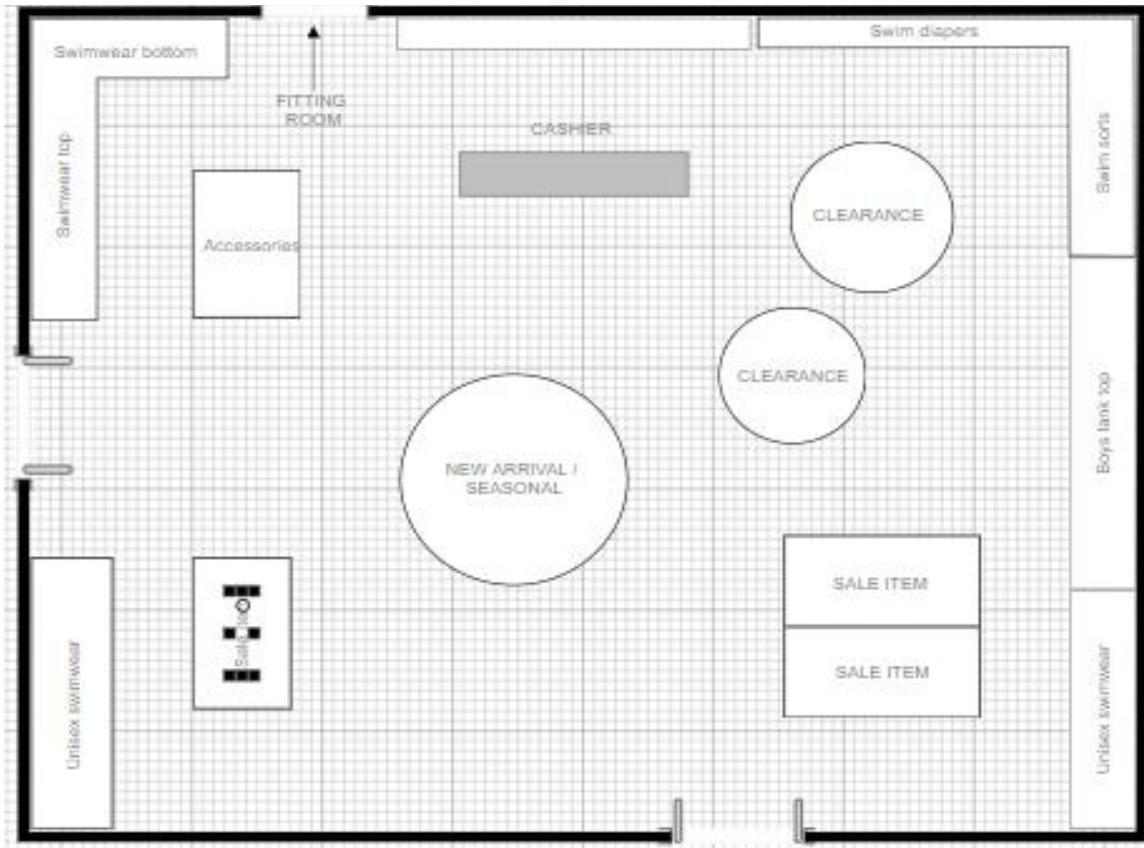 Swimwear bottom
Swim diapers
FITTING
ROOM
CASHIER
Swimwear top
Swim sorts
CLEARANCE
Accessories
CLEARANCE
Boys tank top
NEW ARRIVAL /
SEASONAL
SALE ITEM
SALE ITEM
Unisex swimwear
Unisex swimwear